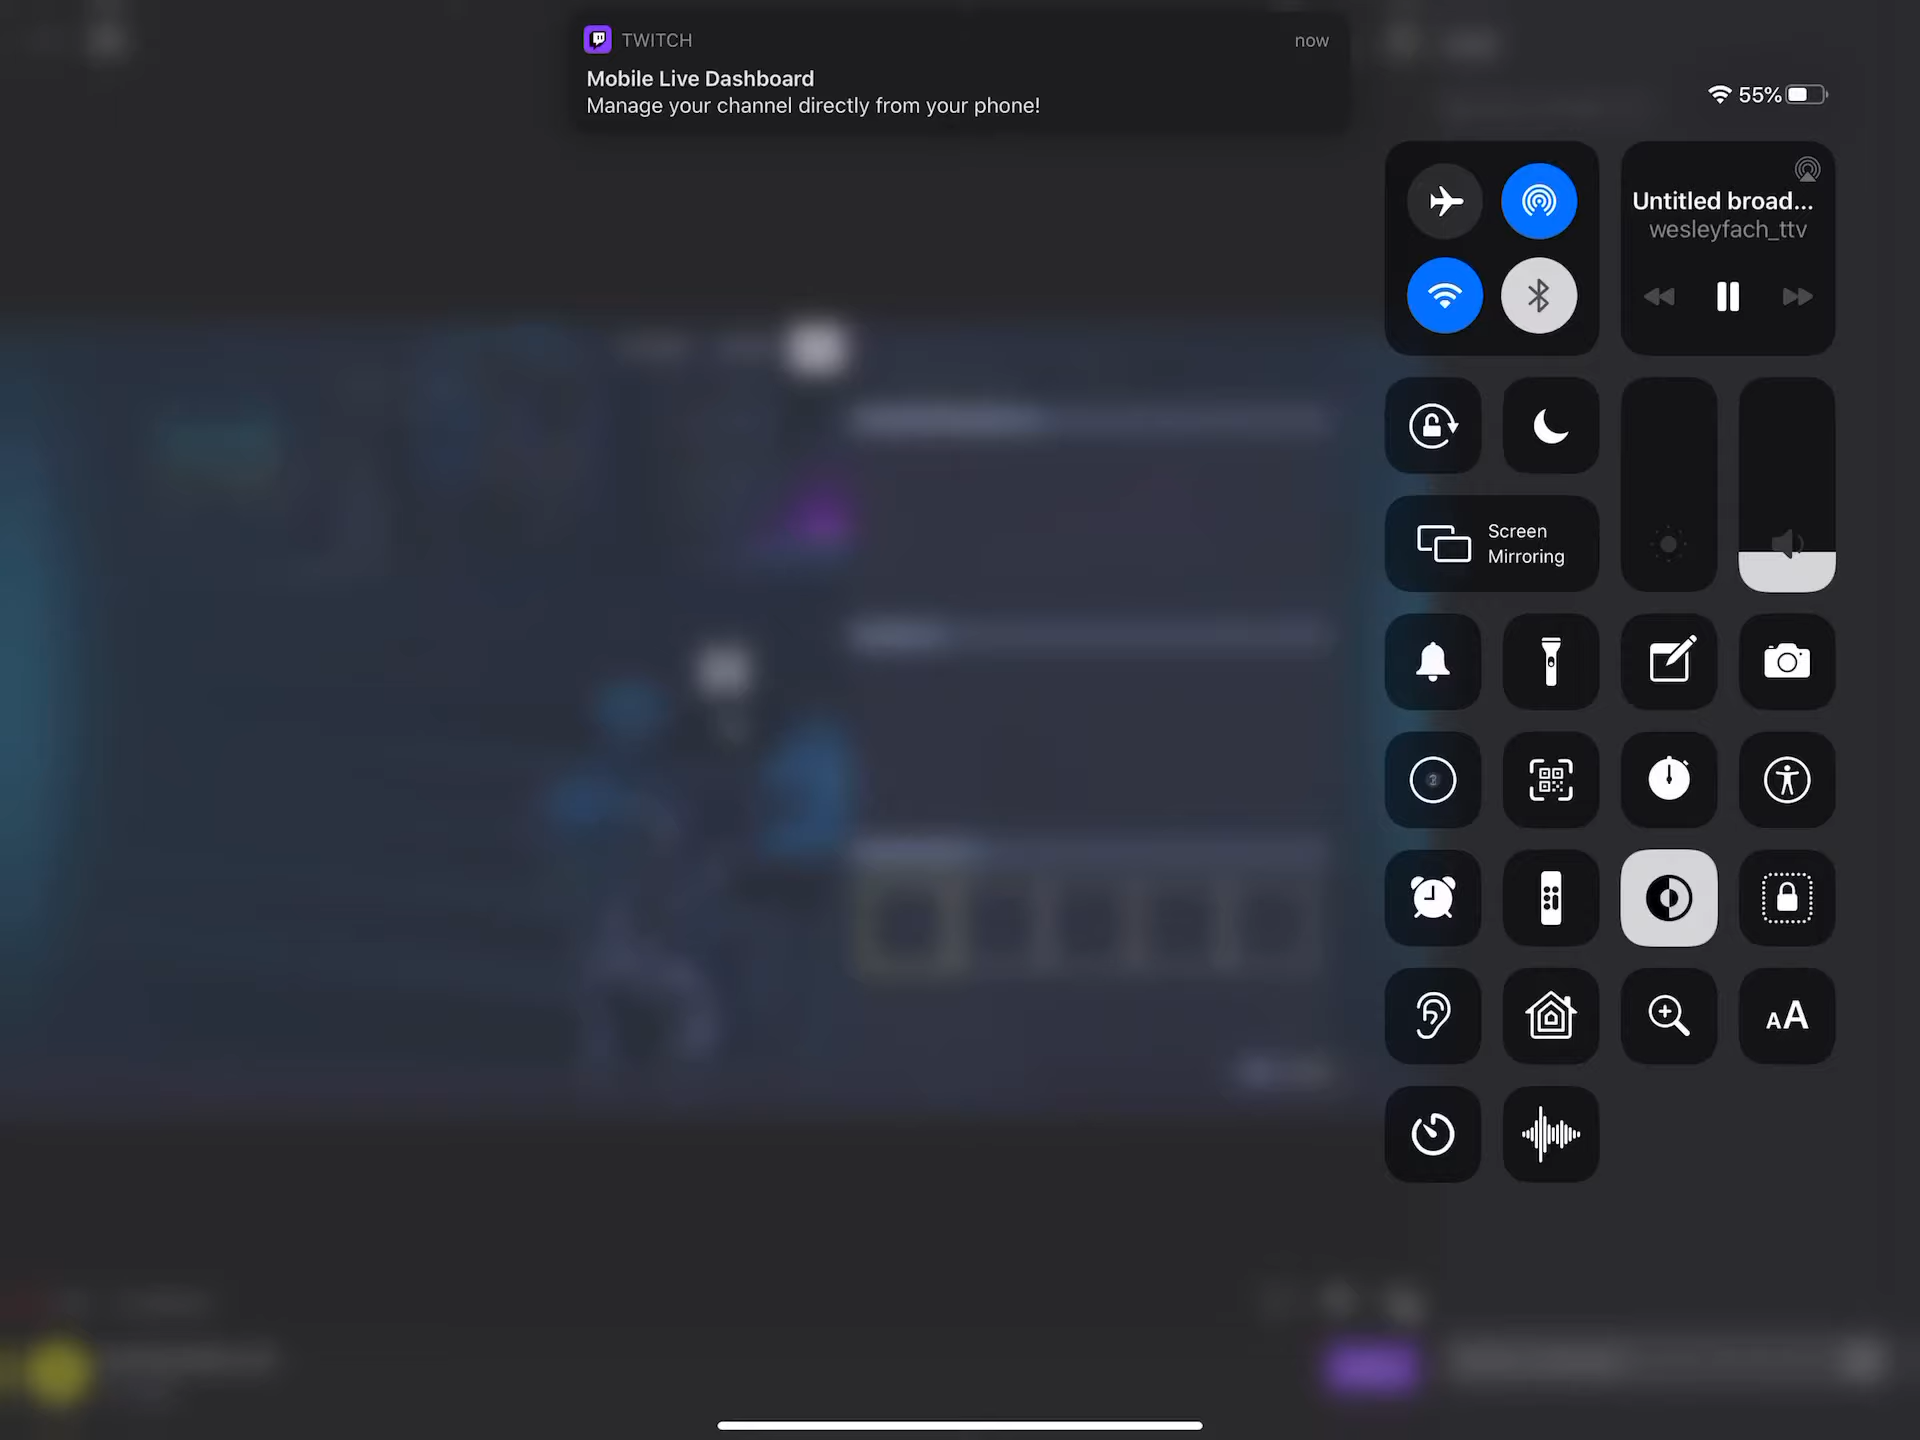 TWITCH
now
Mobile Live Dashboard
Manage your channel directly from your phone!
55%
Untitled broad...
wesleyfach_ttv
Screen
Mirroring
AA